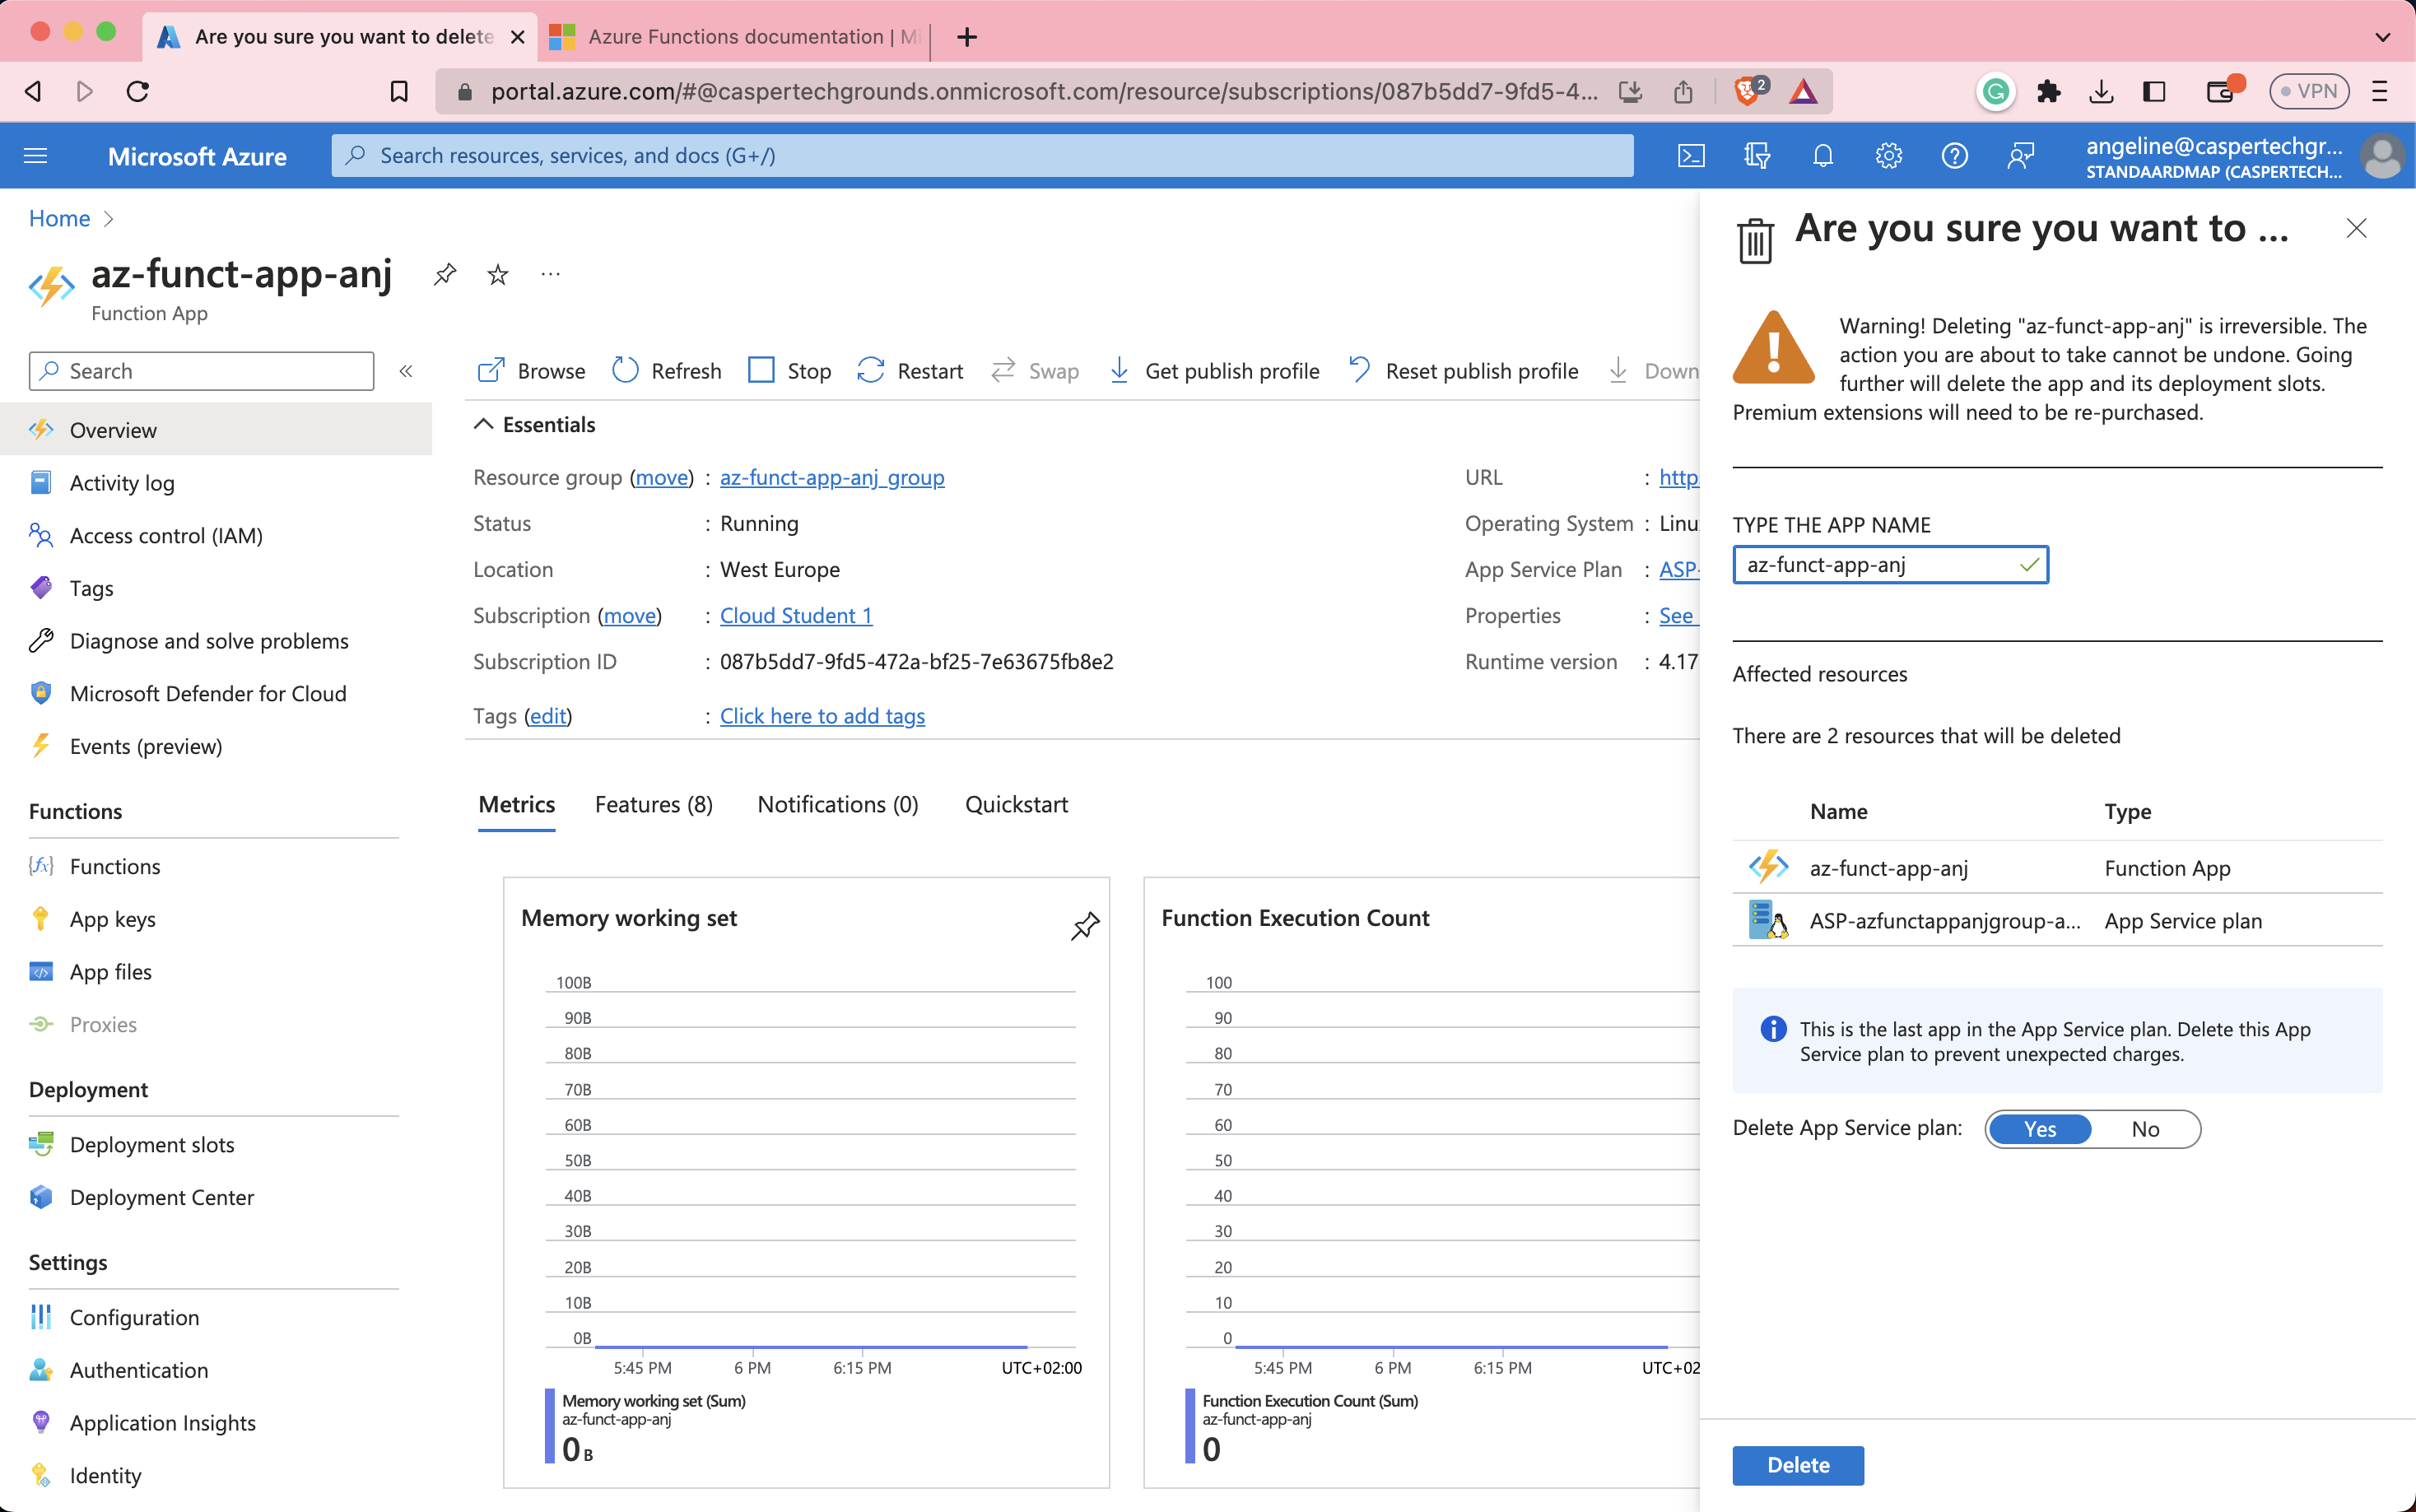 Are you sure you want to delete
Azure Functions documentation | Mi
portal.azure.com/#@caspertechgrounds.onmicrosoft.com/resource/subscriptions/087b5dd7-9fd5-4...
2
VPN
Microsoft Azure
Search resources, services, and docs (G+/)
angeline@caspertechgr...
STANDAARDMAP (CASPERTECH...
Home
az-funct-app-anj
Function App
Search
Overview
Activity log
Access control (IAM)
Tags
Diagnose and solve problems
Microsoft Defender for Cloud
Events (preview)
Functions
Functions
App keys
App files
Proxies
Deployment
Deployment slots
Deployment Center
Settings
Configuration
Authentication
Application Insights
Identity
Browse
Refresh
Stop
Restart
Swap
Get publish profile
Reset publish profile
Down
Essentials
Resource group (move) : az-funct-app-anj_group
Status : Running
Location : West Europe
Subscription (move) : Cloud Student 1
Subscription ID : 087b5dd7-9fd5-472a-bf25-7e63675fb8e2
Tags (edit) : Click here to add tags
URL : http
Operating System : Linu
App Service Plan : ASP-
Properties : See
Runtime version : 4.17
Metrics
Features (8)
Notifications (0)
Quickstart
Memory working set
100B
90B
80B
70B
60B
50B
40B
30B
20B
10B
0B
5:45 PM 6 PM 6:15 PM UTC+02:00
Memory working set (Sum)
az-funct-app-anj
0 B
Function Execution Count
100
90
80
70
60
50
40
30
20
10
0
5:45 PM 6 PM 6:15 PM UTC+02
Function Execution Count (Sum)
az-funct-app-anj
0
Are you sure you want to ...
Warning! Deleting "az-funct-app-anj" is irreversible. The
action you are about to take cannot be undone. Going
further will delete the app and its deployment slots.
Premium extensions will need to be re-purchased.
TYPE THE APP NAME
az-funct-app-anj
Affected resources
There are 2 resources that will be deleted
Name Type
az-funct-app-anj Function App
ASP-azfunctappanjgroup-a... App Service plan
This is the last app in the App Service plan. Delete this App
Service plan to prevent unexpected charges.
Delete App Service plan: Yes No
Delete